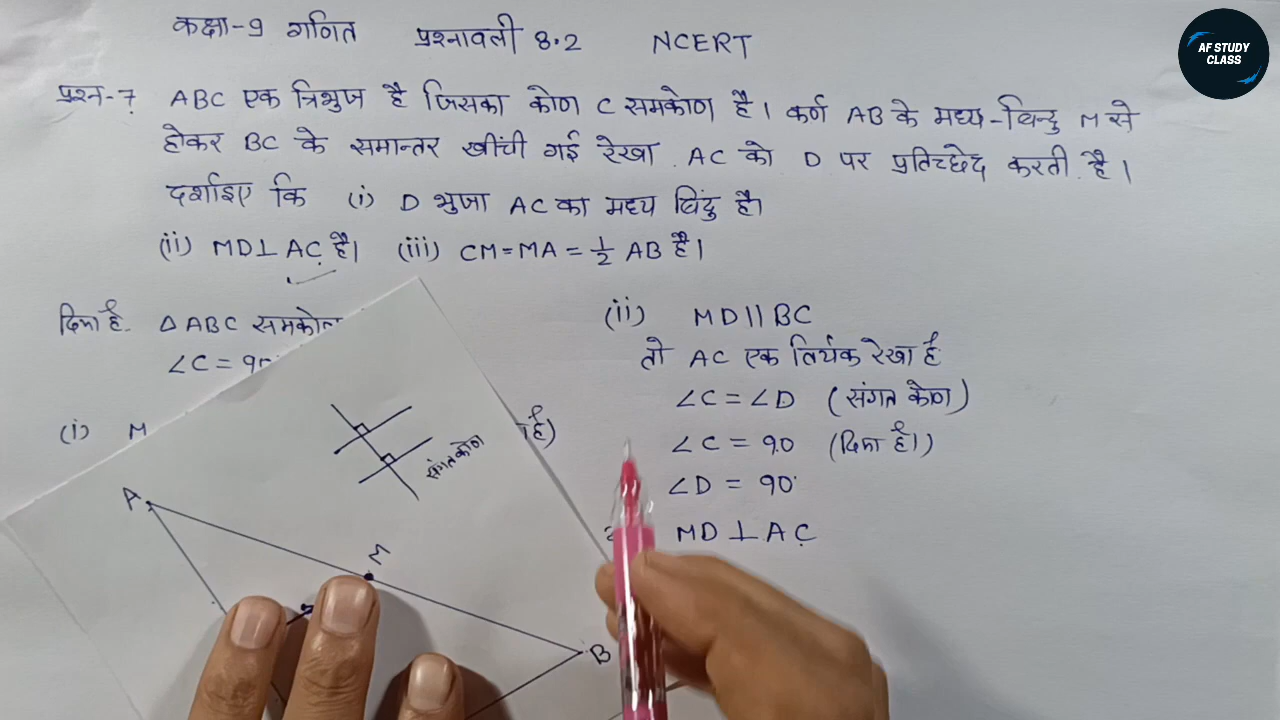 कक्षा-9 गणित प्रश्नावली 8.2 NCERT
AF STUDY
CLASS
प्रश्न-7 ABC एक त्रिभुज है जिसका कोण C समकोण है। कर्ण AB के मध्य-बिन्दु M से
होकर BC के समान्तर खींची गई रेखा AC को D पर प्रतिच्छेद करती है।
दर्शाइए कि (i) D भुजा AC का मध्य बिंदु है।
(ii) MD⊥AC है। (iii) CM=MA=½ AB है।
दिया है. △ABC समकोण
∠C = 90
(i) M
है)
संगत कोण
A
M
B
(ii) MD||BC
तो AC एक तिर्यक रेखा है
∠C = ∠D (संगत कोण)
∠C = 90 (दिया है।)
∠D = 90°
MD ⊥ AC